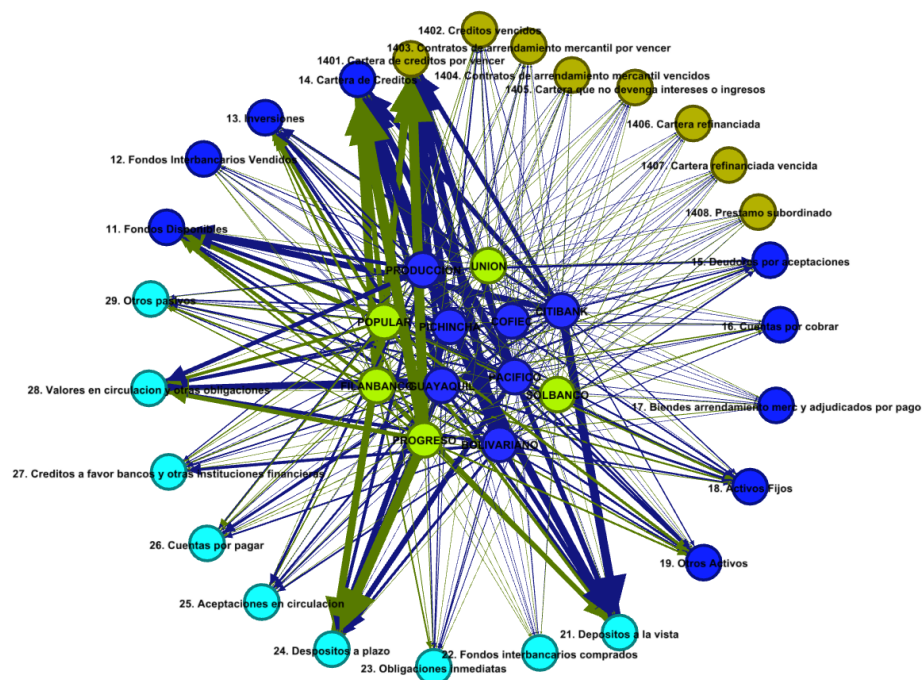 1402. Creditos vencidos
1403. Contratos de arrendamiento mercantil por vencer
1401. Cartera de creditos por vencer
14. Cartera de Creditos
1404. Contratos de arrendamiento mercantil vencidos
1405. Cartera que no devenga intereses o ingresos
13. Inversiones
1406. Cartera refinanciada
12. Fondos Interbancarios Vendidos
1407. Cartera refinanciada vencida
1408. Prestamo subordinado
11. Fondos Disponibles
15. Deudores por aceptaciones
UNION
PRODUCCION
29. Otros pasivos
CITIBANK
POPULAR
PICHINCHA
COFIEC
16. Cuentas por cobrar
PACIFICO
28. Valores en circulacion y otras obligaciones
FILANBANCO
GUAYAQUIL
SOLBANCO
17. Biendes arrendamiento merc y adjudicados por pago
PROGRESO
BOLIVARIANO
27. Creditos a favor bancos y otras instituciones financieras
18. Activos Fijos
26. Cuentas por pagar
19. Otros Activos
25. Aceptaciones en circulacion
21. Depositos a la vista
24. Despositos a plazo
22. Fondos interbancarios comprados
23. Obligaciones inmediatas